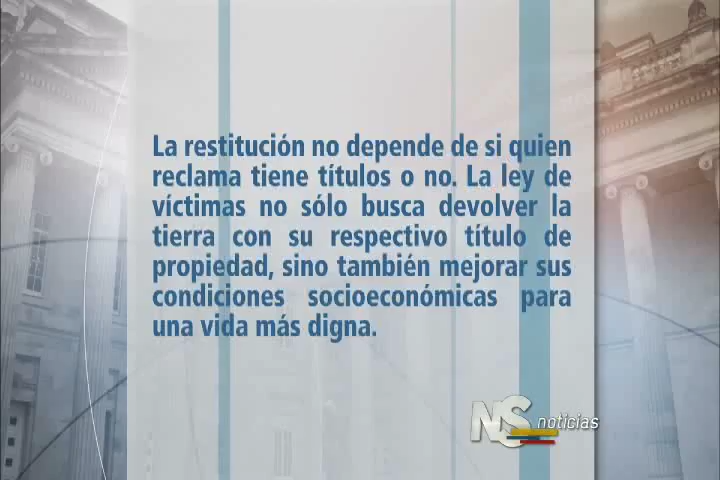 La restitución no depende de si quien
reclama tiene títulos o no. La ley de
víctimas no sólo busca devolver la
tierra con su respectivo título de
propiedad, sino también mejorar sus
condiciones socioeconómicas para
una vida más digna.
NS noticias